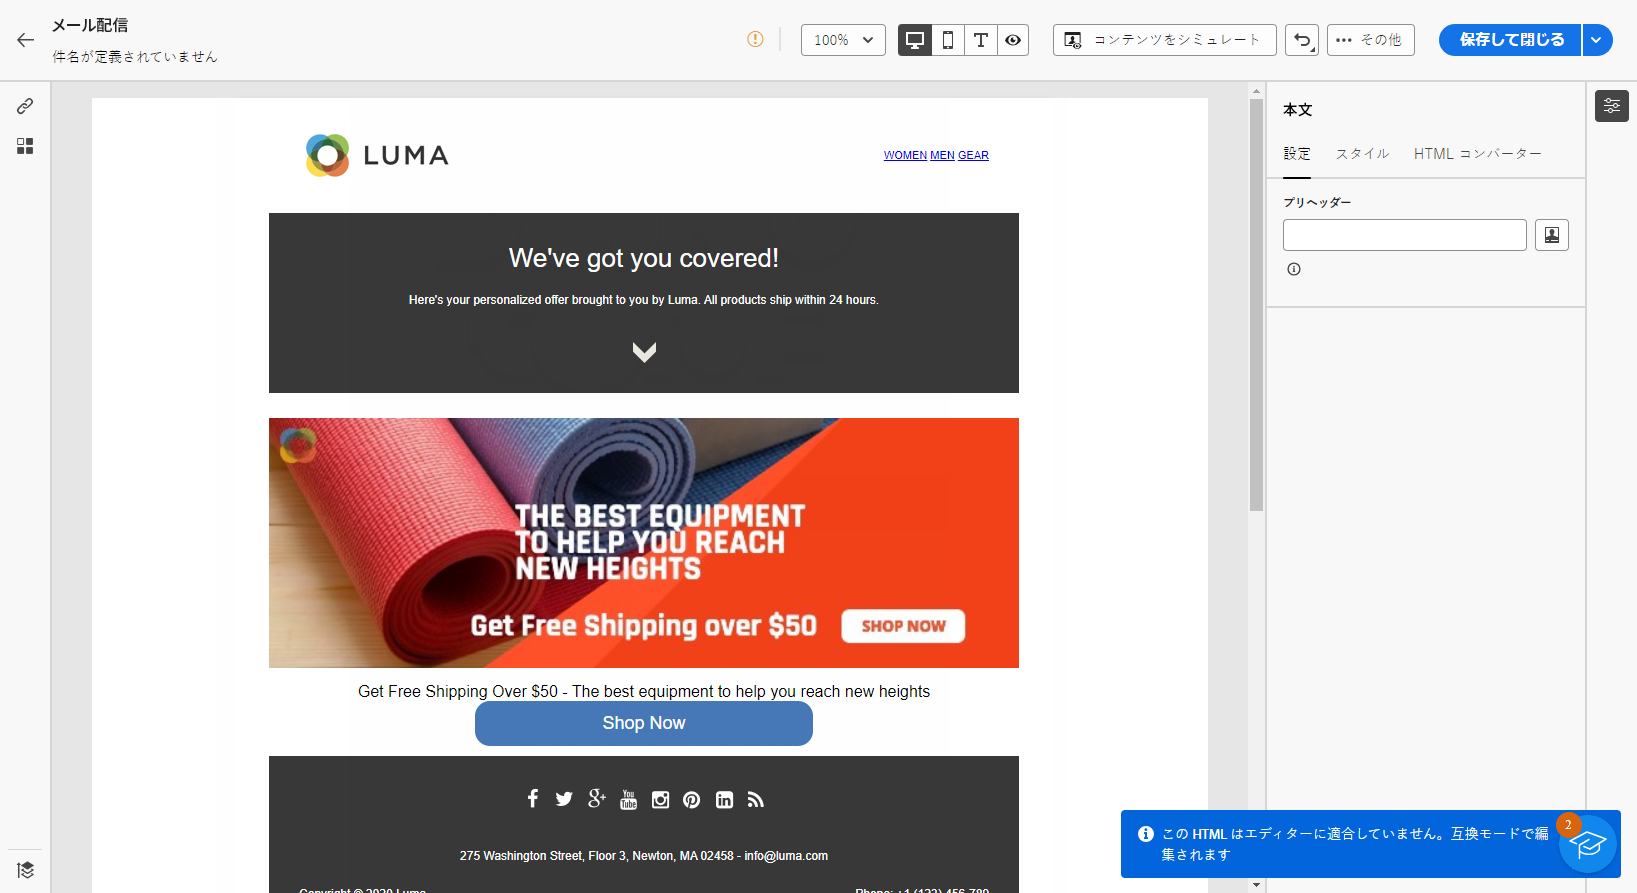 メール配信
件名が定義されていません
100%
コンテンツをシミュレート
その他
保存して閉じる
LUMA
WOMEN MEN GEAR
We've got you covered!
Here's your personalized offer brought to you by Luma. All products ship within 24 hours.
THE BEST EQUIPMENT
TO HELP YOU REACH
NEW HEIGHTS
Get Free Shipping over $50
SHOP NOW
Get Free Shipping Over $50 - The best equipment to help you reach new heights
Shop Now
You
Tube
275 Washington Street, Floor 3, Newton, MA 02458 - info@luma.com
Copyright © 2020 Luma
Phone: +1 (123) 456-789
本文
設定 スタイル HTML コンバーター
プリヘッダー
この HTML はエディターに適合していません。互換モードで編
集されます
2